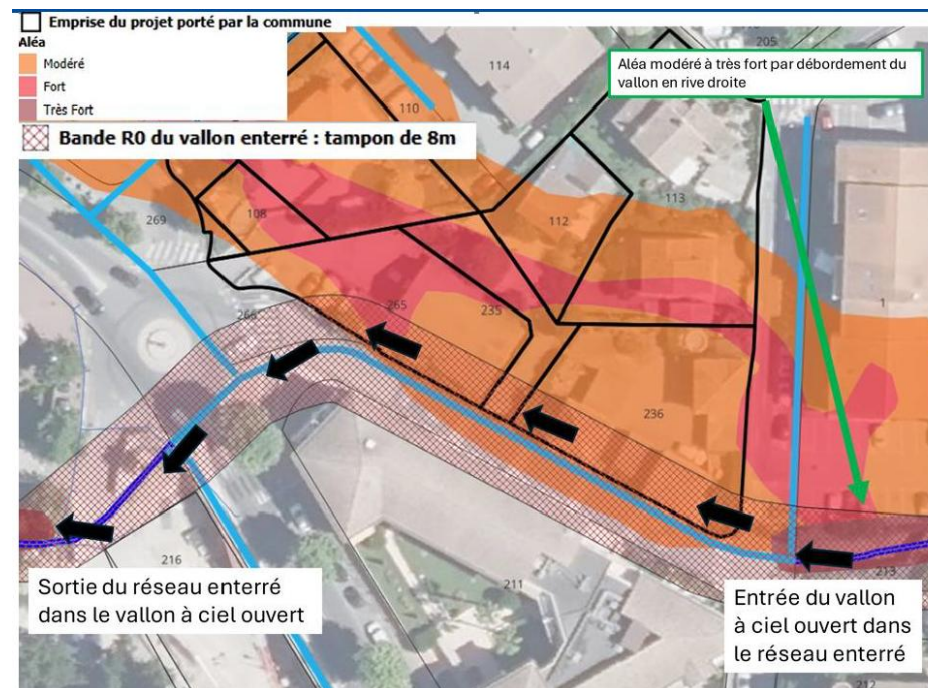 Emprise du projet porté par la commune
Aléa
Modéré
Fort
Très Fort
Bande R0 du vallon enterré : tampon de 8m
Aléa modéré à très fort par débordement du
vallon en rive droite
205
114
110
113
112
108
269
265
235
268
1
236
213
216
211
212
Sortie du réseau enterré
dans le vallon à ciel ouvert
Entrée du vallon
à ciel ouvert dans
le réseau enterré